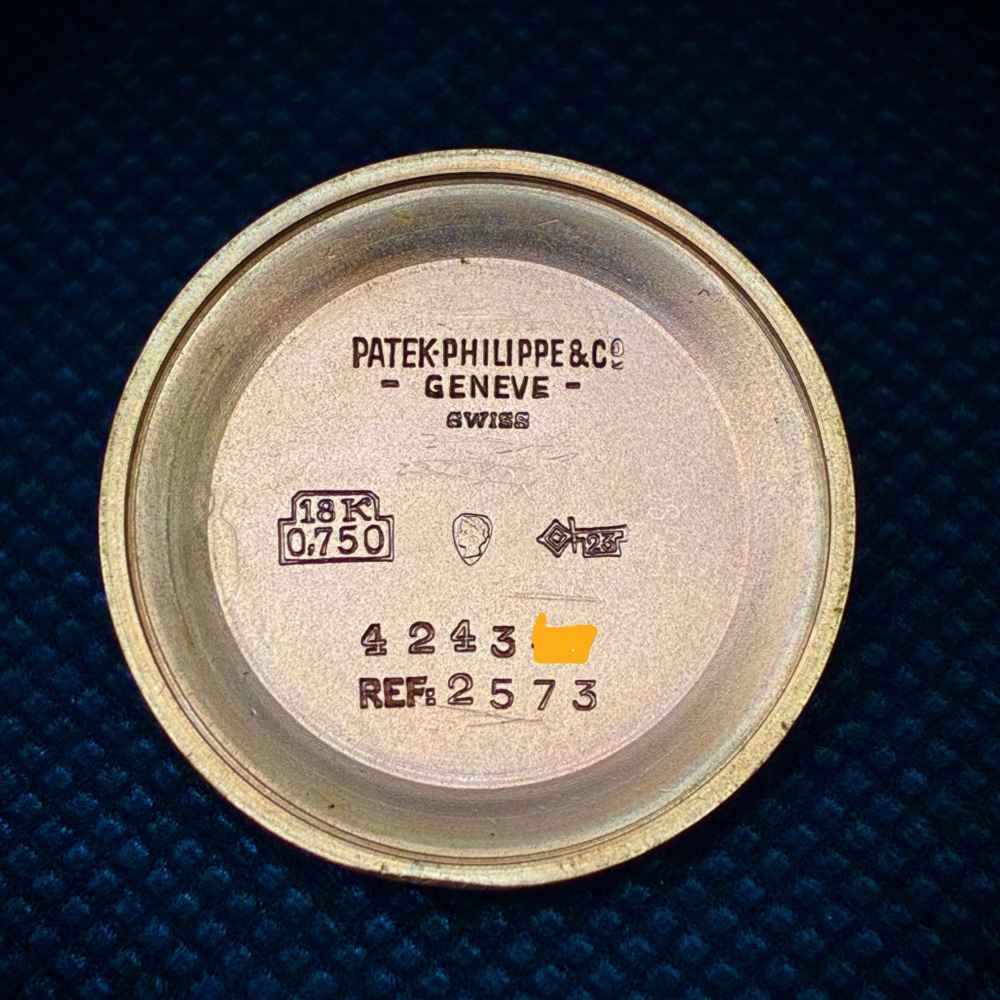 PATEK·PHILIPPE & Cº
- GENEVE -
SWISS
18K
0,750
23
4243
REF: 2573